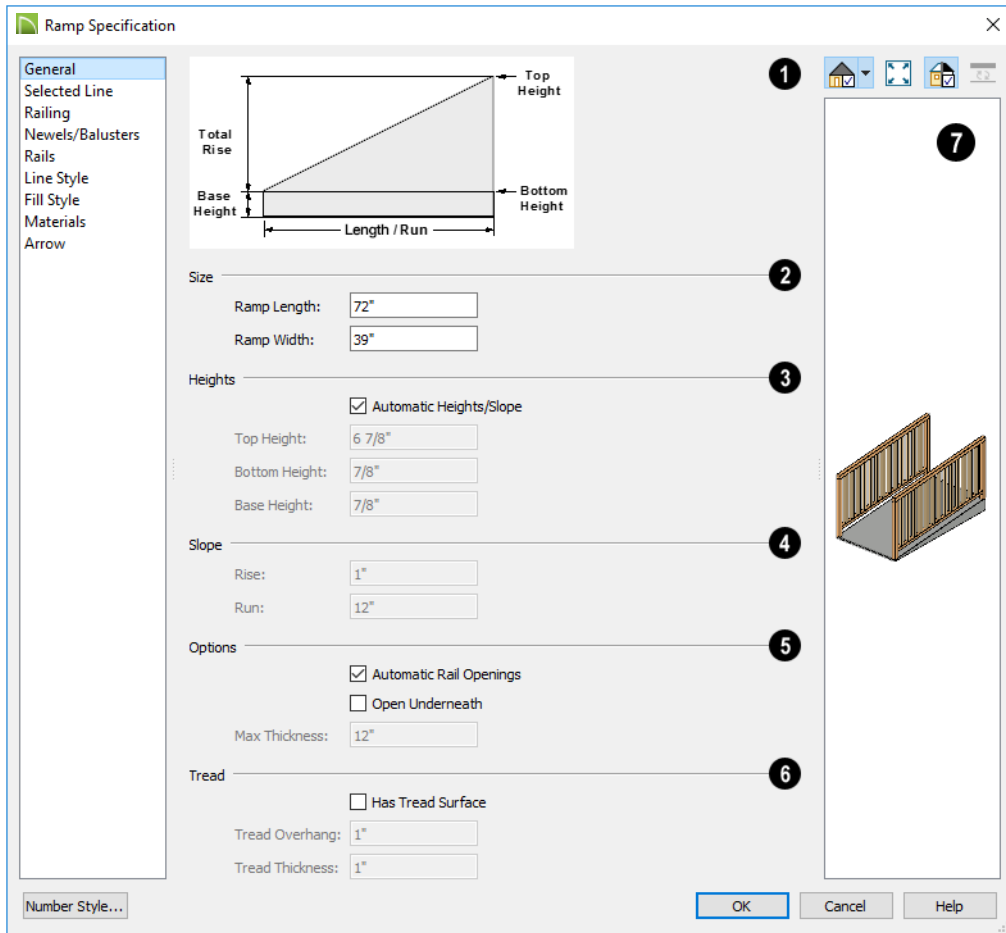 Ramp Specification
General
Selected Line
Railing
Newels/Balusters
Rails
Line Style
Fill Style
Materials
Arrow
Top
Height
Total
Rise
Base
Height
Bottom
Height
Length / Run
1
7
Size
2
Ramp Length: 72"
Ramp Width: 39"
Heights
3
Automatic Heights/Slope
Top Height: 6 7/8"
Bottom Height: 7/8"
Base Height: 7/8"
Slope
4
Rise: 1"
Run: 12"
Options
5
Automatic Rail Openings
Open Underneath
Max Thickness: 12"
Tread
6
Has Tread Surface
Tread Overhang: 1"
Tread Thickness: 1"
Number Style...
OK
Cancel
Help